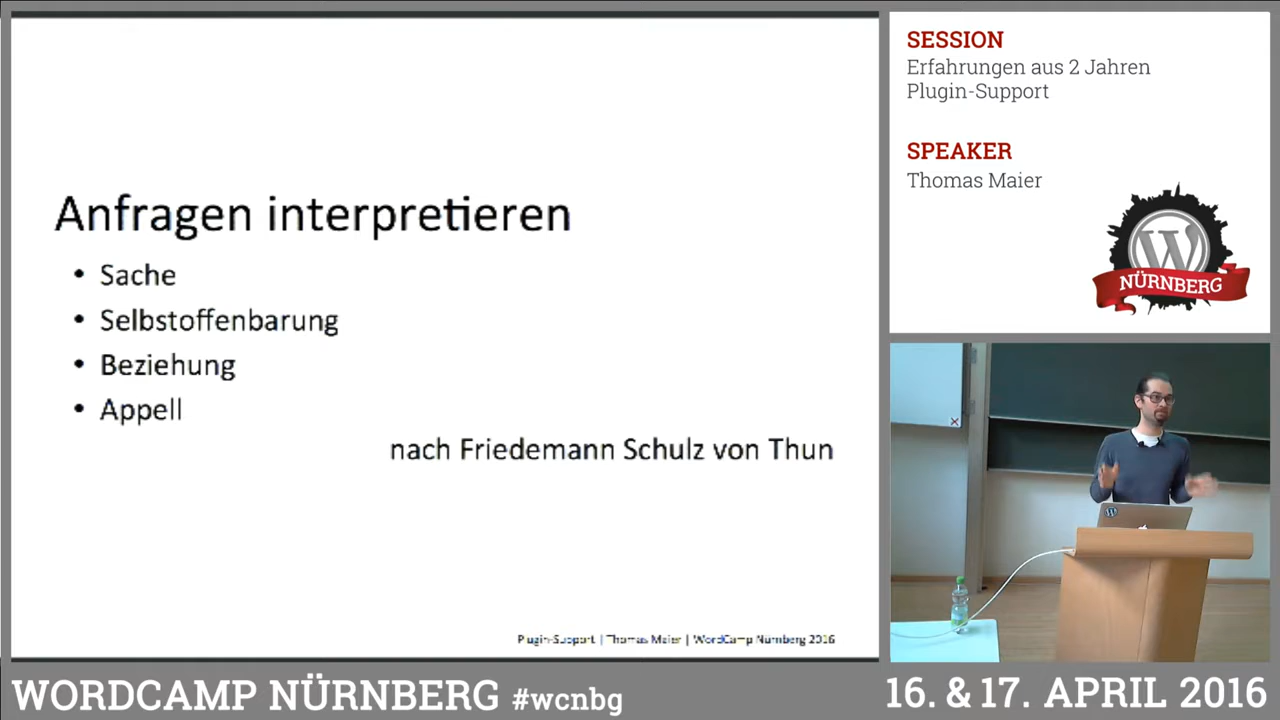 Anfragen interpretieren
• Sache
• Selbstoffenbarung
• Beziehung
• Appell
nach Friedemann Schulz von Thun
Plugin-Support | Thomas Maier | WordCamp Nürnberg 2016
SESSION
Erfahrungen aus 2 Jahren
Plugin-Support
SPEAKER
Thomas Maier
W
NÜRNBERG
WORDCAMP NÜRNBERG #wcnbg
16. & 17. APRIL 2016